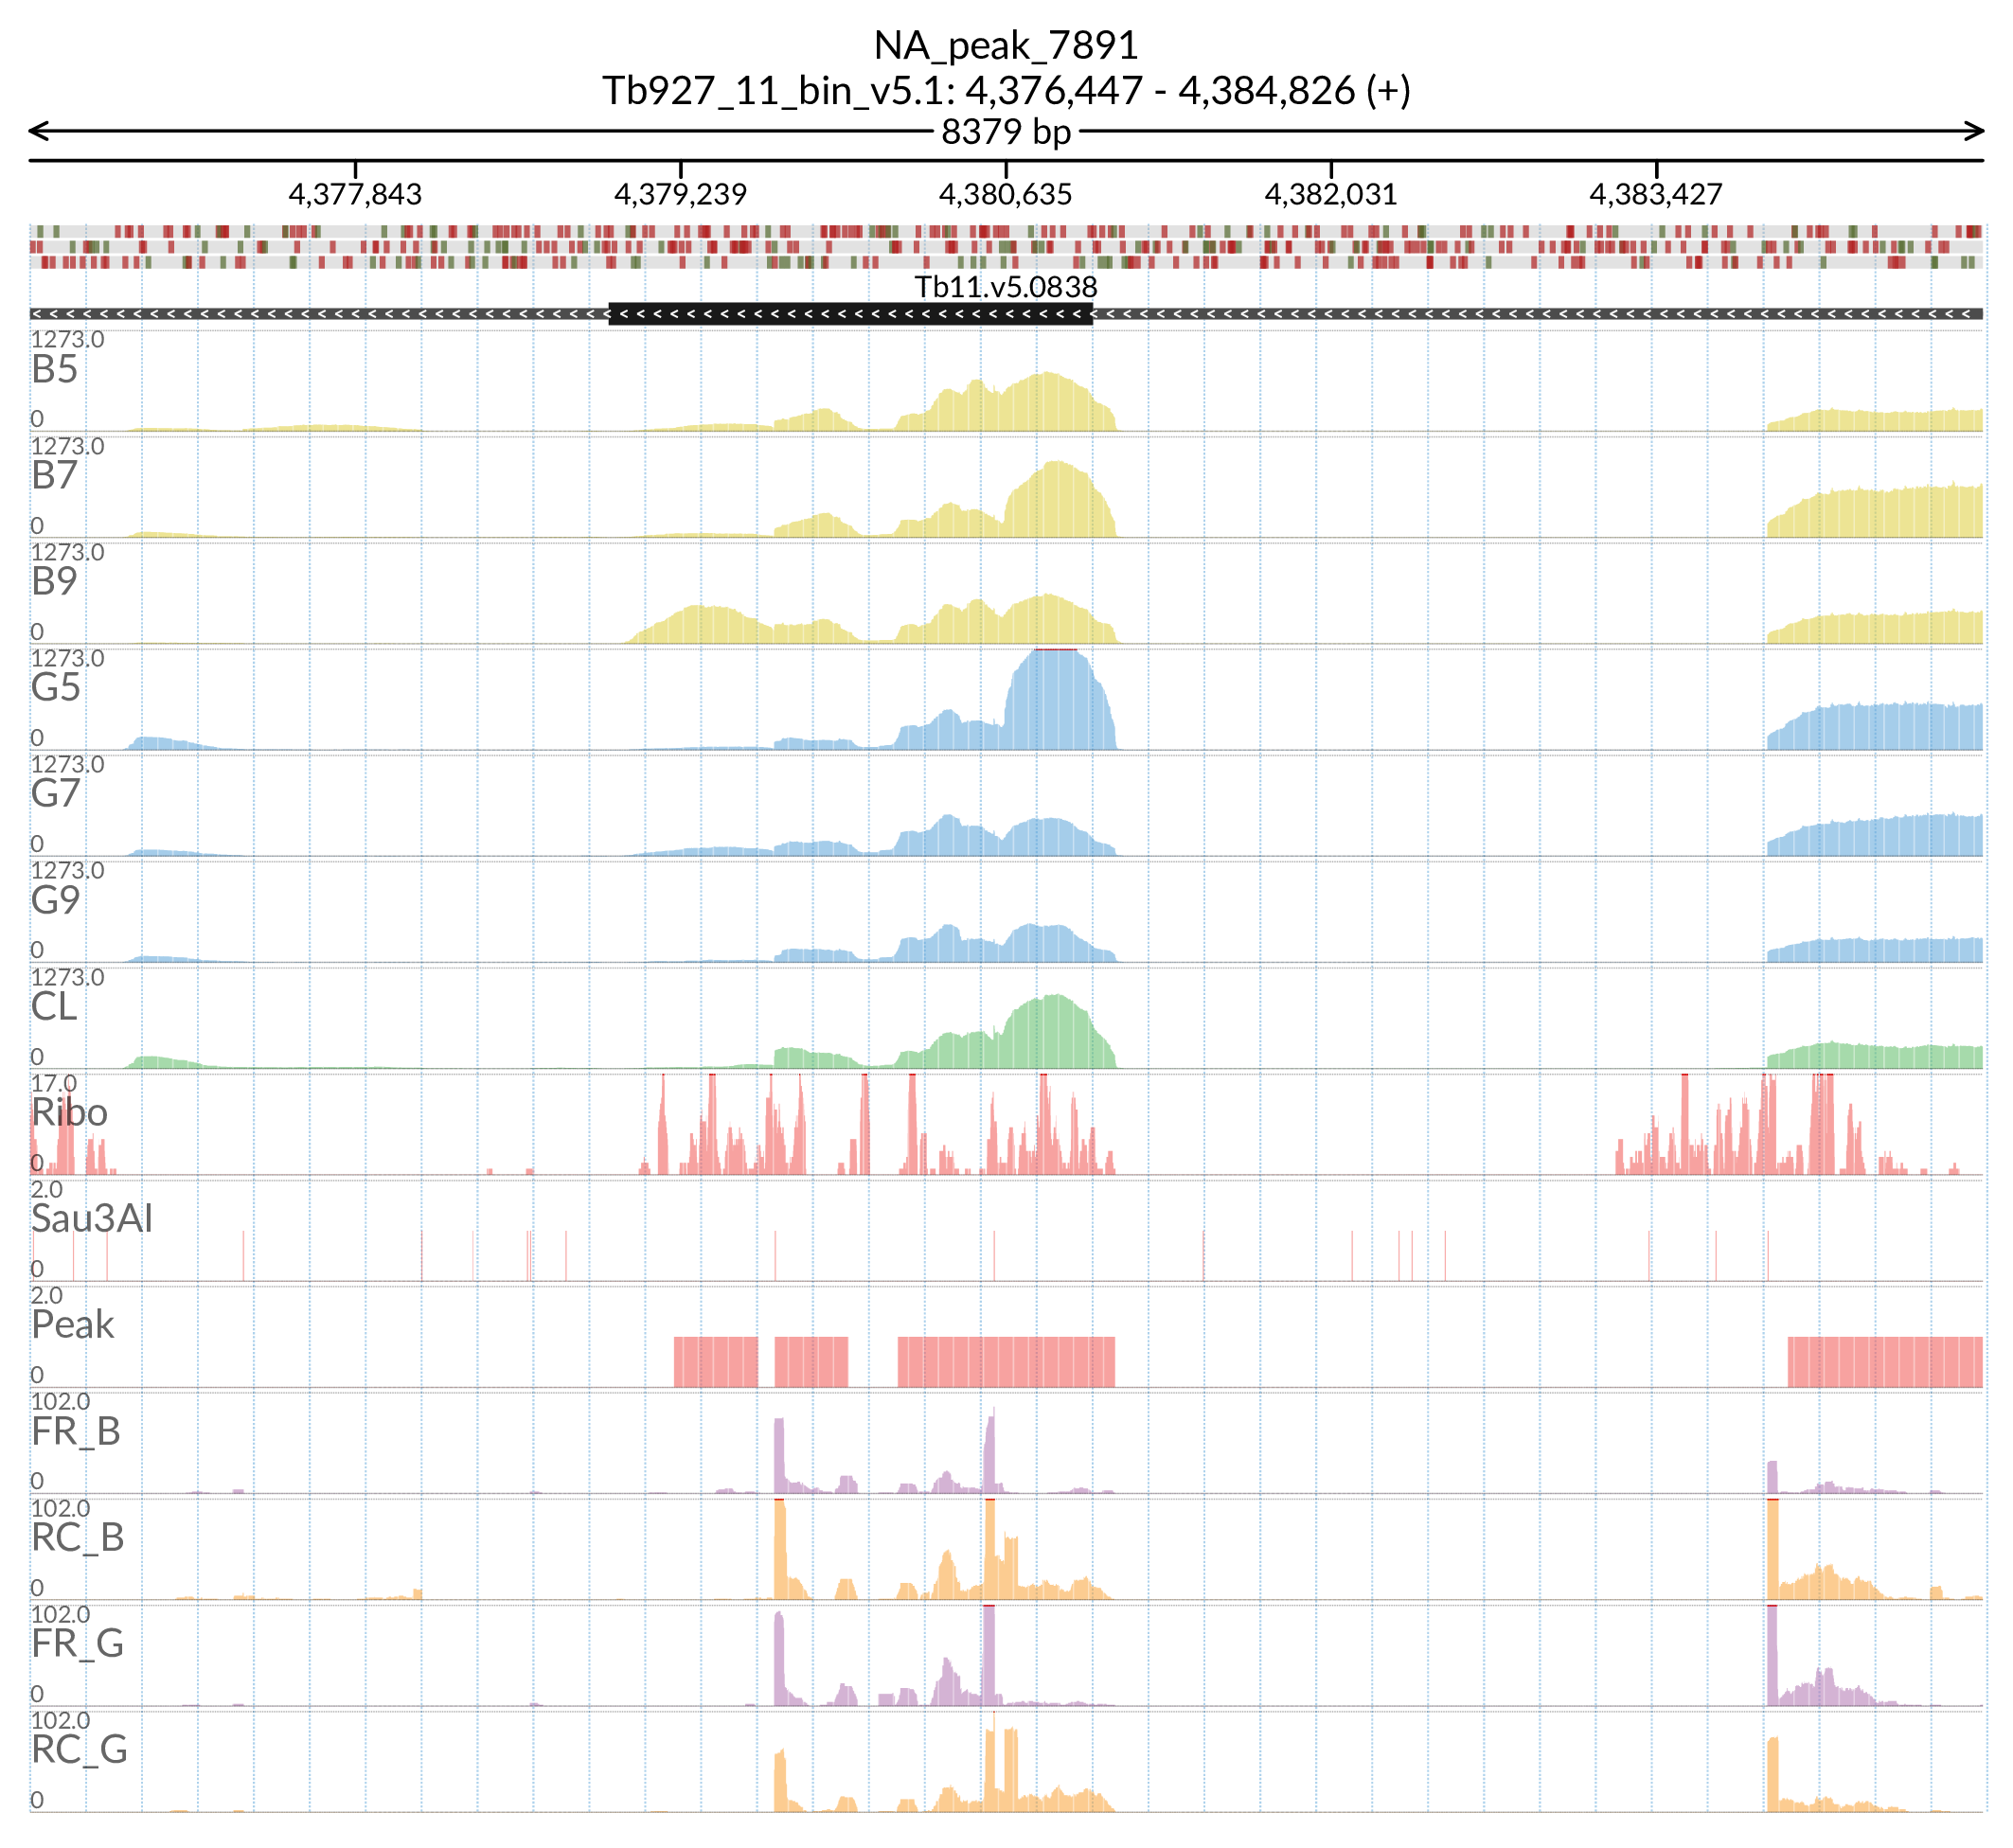 NA_peak_7891
Tb927_11_bin_v5.1: 4,376,447 - 4,384,826 (+)
8379 bp
4,377,843 4,379,239 4,380,635 4,382,031 4,383,427
Tb11.v5.0838
1273.0
B5
0
1273.0
B7
0
1273.0
B9
0
1273.0
G5
0
1273.0
G7
0
1273.0
G9
0
1273.0
CL
0
17.0
Ribo
0
2.0
Sau3AI
0
2.0
Peak
0
102.0
FR_B
0
102.0
RC_B
0
102.0
FR_G
0
102.0
RC_G
0